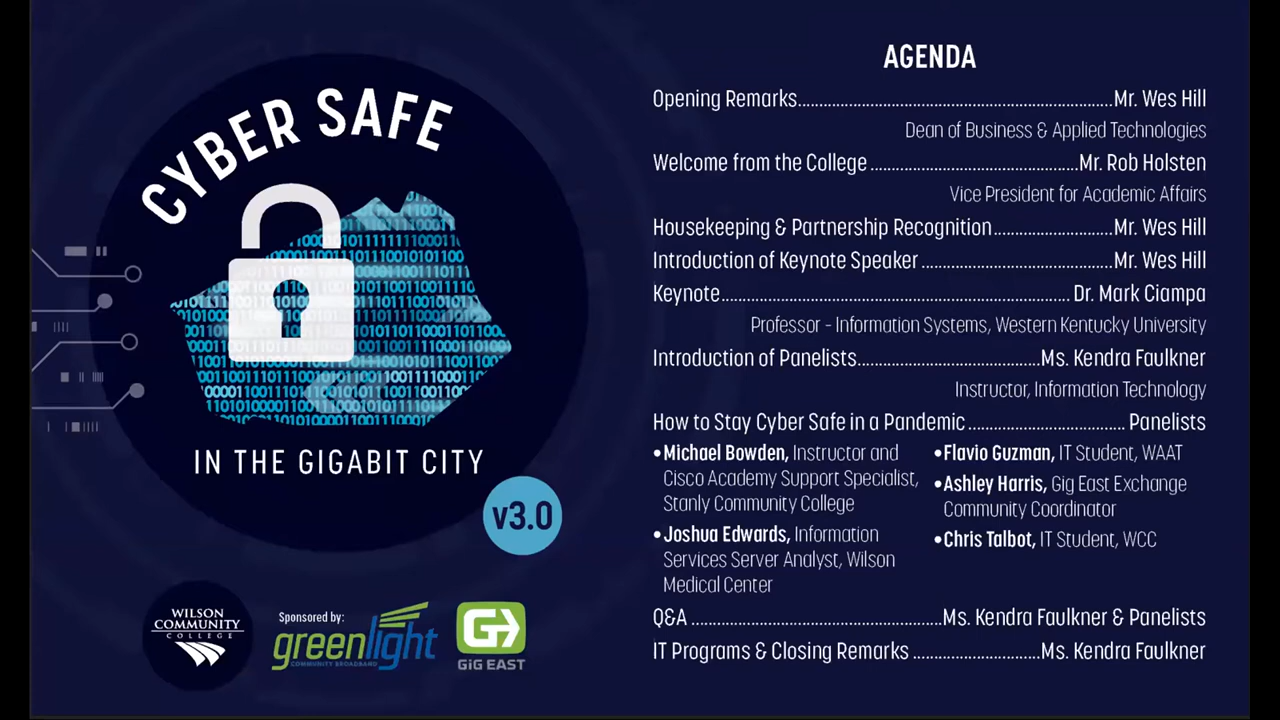 CYBER SAFE
IN THE GIGABIT CITY
v3.0
WILSON
COMMUNITY
COLLEGE
Sponsored by:
greenlight
COMMUNITY BROADBAND
GiG EAST
AGENDA
Opening Remarks......................................................................Mr. Wes Hill
Dean of Business & Applied Technologies
Welcome from the College ..............................................Mr. Rob Holsten
Vice President for Academic Affairs
Housekeeping & Partnership Recognition...........................Mr. Wes Hill
Introduction of Keynote Speaker ..........................................Mr. Wes Hill
Keynote............................................................................ Dr. Mark Ciampa
Professor - Information Systems, Western Kentucky University
Introduction of Panelists........................................Ms. Kendra Faulkner
Instructor, Information Technology
How to Stay Cyber Safe in a Pandemic ................................... Panelists
•Michael Bowden, Instructor and
Cisco Academy Support Specialist,
Stanly Community College
•Joshua Edwards, Information
Services Server Analyst, Wilson
Medical Center
•Flavio Guzman, IT Student, WAAT
•Ashley Harris, Gig East Exchange
Community Coordinator
•Chris Talbot, IT Student, WCC
Q&A ........................................................Ms. Kendra Faulkner & Panelists
IT Programs & Closing Remarks ............................Ms. Kendra Faulkner